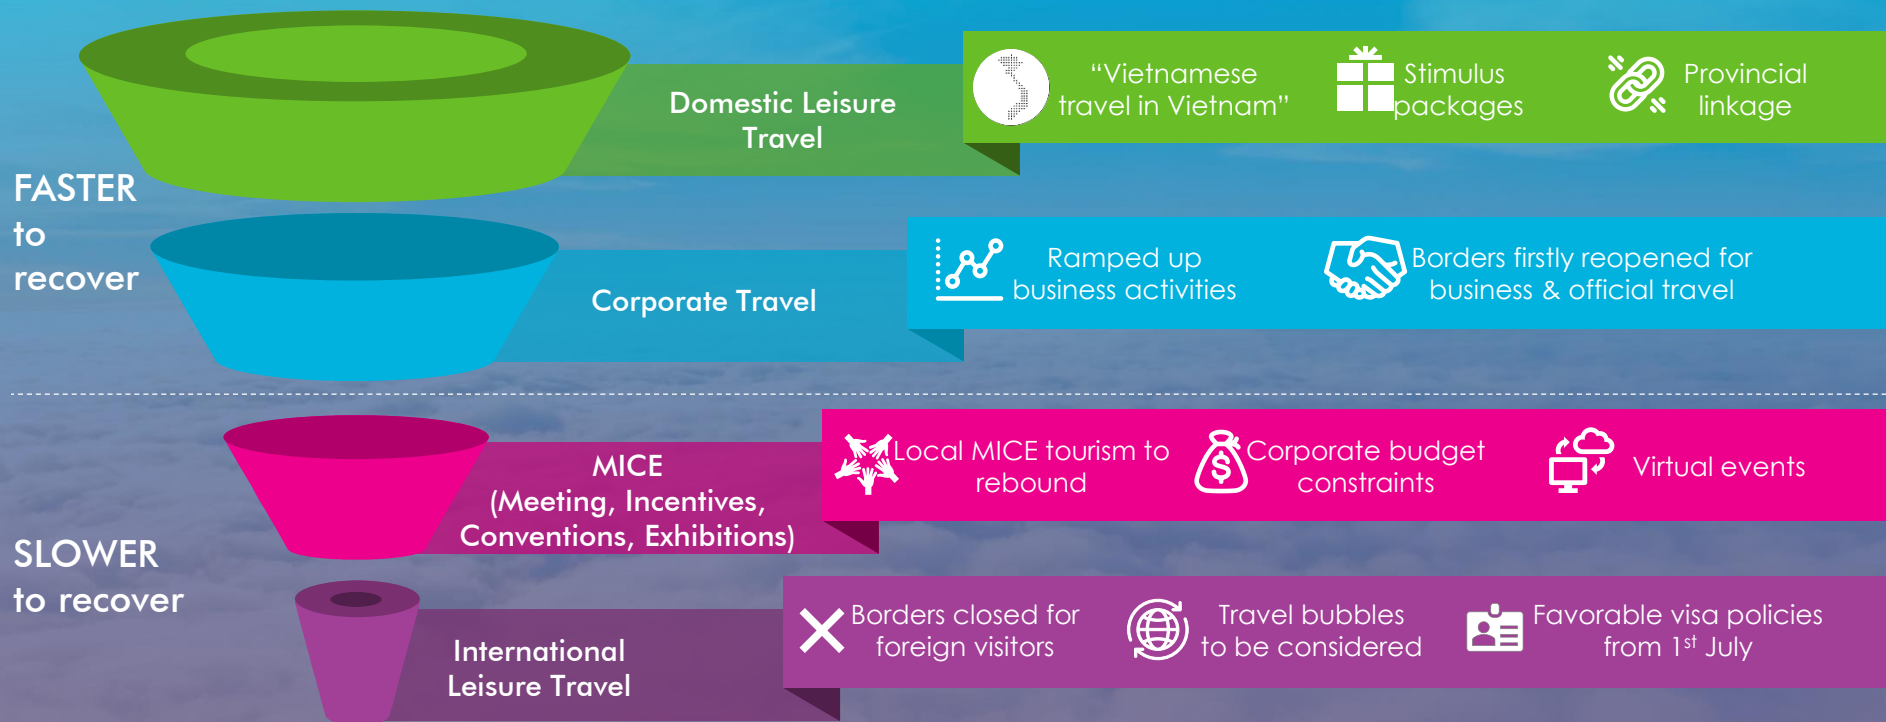 FASTER
to
recover
Domestic Leisure
Travel
“Vietnamese
travel in Vietnam”
Stimulus
packages
Provincial
linkage
Corporate Travel
Ramped up
business activities
Borders firstly reopened for
business & official travel
SLOWER
to recover
MICE
(Meeting, Incentives,
Conventions, Exhibitions)
Local MICE tourism to
rebound
Corporate budget
constraints
Virtual events
International
Leisure Travel
Borders closed for
foreign visitors
Travel bubbles
to be considered
Favorable visa policies
from 1st July